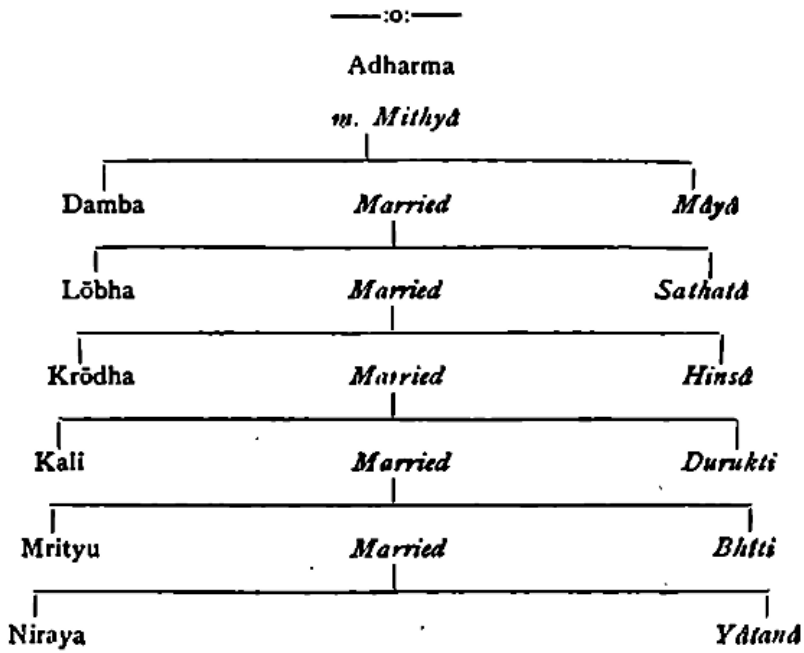 :o:
Adharma
m. Mithyâ
Damba Married Mâyâ
Lōbha Married Sathatâ
Krōdha Married Hinsâ
Kali Married Durukti
Mrityu Married Bhîti
Niraya Yâtanâ